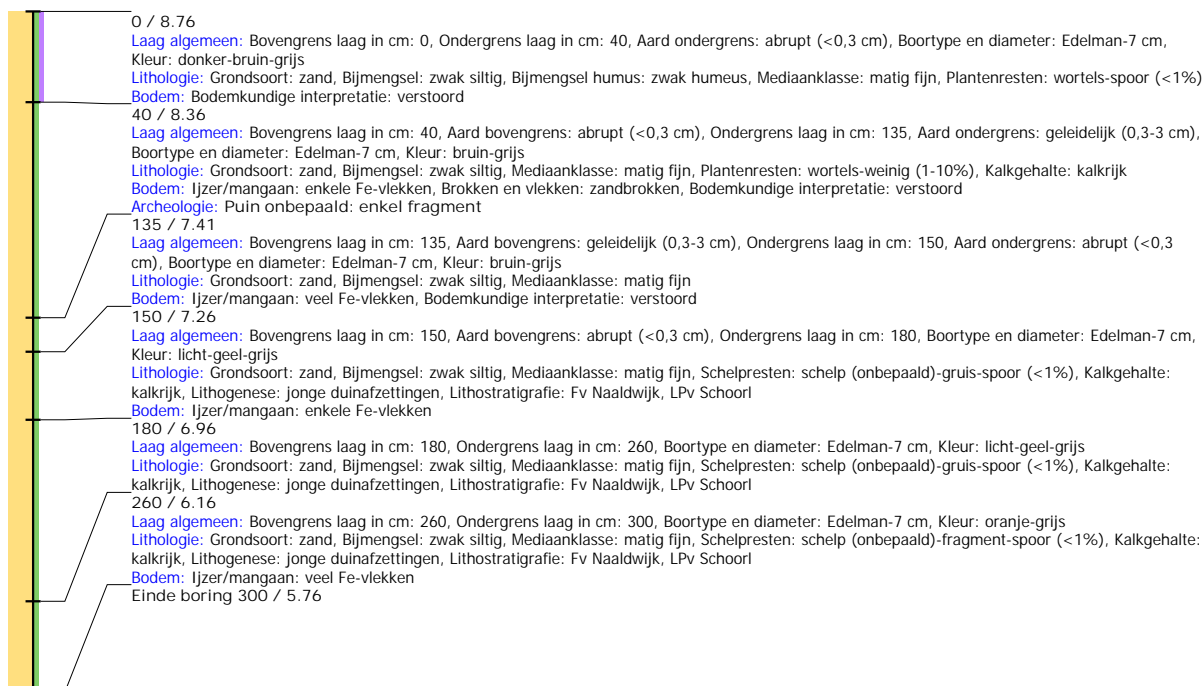 0 / 8.76
Laag algemeen: Bovengrens laag in cm: 0, Ondergrens laag in cm: 40, Aard ondergrens: abrupt (<0,3 cm), Boortype en diameter: Edelman-7 cm,
Kleur: donker-bruin-grijs
Lithologie: Grondsoort: zand, Bijmengsel: zwak siltig, Bijmengsel humus: zwak humeus, Mediaanklasse: matig fijn, Plantenresten: wortels-spoor (<1%)
Bodem: Bodemkundige interpretatie: verstoord
40 / 8.36
Laag algemeen: Bovengrens laag in cm: 40, Aard bovengrens: abrupt (<0,3 cm), Ondergrens laag in cm: 135, Aard ondergrens: geleidelijk (0,3-3 cm),
Boortype en diameter: Edelman-7 cm, Kleur: bruin-grijs
Lithologie: Grondsoort: zand, Bijmengsel: zwak siltig, Mediaanklasse: matig fijn, Plantenresten: wortels-weinig (1-10%), Kalkgehalte: kalkrijk
Bodem: Ijzer/mangaan: enkele Fe-vlekken, Brokken en vlekken: zandbrokken, Bodemkundige interpretatie: verstoord
Archeologie: Puin onbepaald: enkel fragment
135 / 7.41
Laag algemeen: Bovengrens laag in cm: 135, Aard bovengrens: geleidelijk (0,3-3 cm), Ondergrens laag in cm: 150, Aard ondergrens: abrupt (<0,3
cm), Boortype en diameter: Edelman-7 cm, Kleur: bruin-grijs
Lithologie: Grondsoort: zand, Bijmengsel: zwak siltig, Mediaanklasse: matig fijn
Bodem: Ijzer/mangaan: veel Fe-vlekken, Bodemkundige interpretatie: verstoord
150 / 7.26
Laag algemeen: Bovengrens laag in cm: 150, Aard bovengrens: abrupt (<0,3 cm), Ondergrens laag in cm: 180, Boortype en diameter: Edelman-7 cm,
Kleur: licht-geel-grijs
Lithologie: Grondsoort: zand, Bijmengsel: zwak siltig, Mediaanklasse: matig fijn, Schelpresten: schelp (onbepaald)-gruis-spoor (<1%), Kalkgehalte:
kalkrijk, Lithogenese: jonge duinafzettingen, Lithostratigrafie: Fv Naaldwijk, LPv Schoorl
Bodem: Ijzer/mangaan: enkele Fe-vlekken
180 / 6.96
Laag algemeen: Bovengrens laag in cm: 180, Ondergrens laag in cm: 260, Boortype en diameter: Edelman-7 cm, Kleur: licht-geel-grijs
Lithologie: Grondsoort: zand, Bijmengsel: zwak siltig, Mediaanklasse: matig fijn, Schelpresten: schelp (onbepaald)-gruis-spoor (<1%), Kalkgehalte:
kalkrijk, Lithogenese: jonge duinafzettingen, Lithostratigrafie: Fv Naaldwijk, LPv Schoorl
260 / 6.16
Laag algemeen: Bovengrens laag in cm: 260, Ondergrens laag in cm: 300, Boortype en diameter: Edelman-7 cm, Kleur: oranje-grijs
Lithologie: Grondsoort: zand, Bijmengsel: zwak siltig, Mediaanklasse: matig fijn, Schelpresten: schelp (onbepaald)-fragment-spoor (<1%), Kalkgehalte:
kalkrijk, Lithogenese: jonge duinafzettingen, Lithostratigrafie: Fv Naaldwijk, LPv Schoorl
Bodem: Ijzer/mangaan: veel Fe-vlekken
Einde boring 300 / 5.76